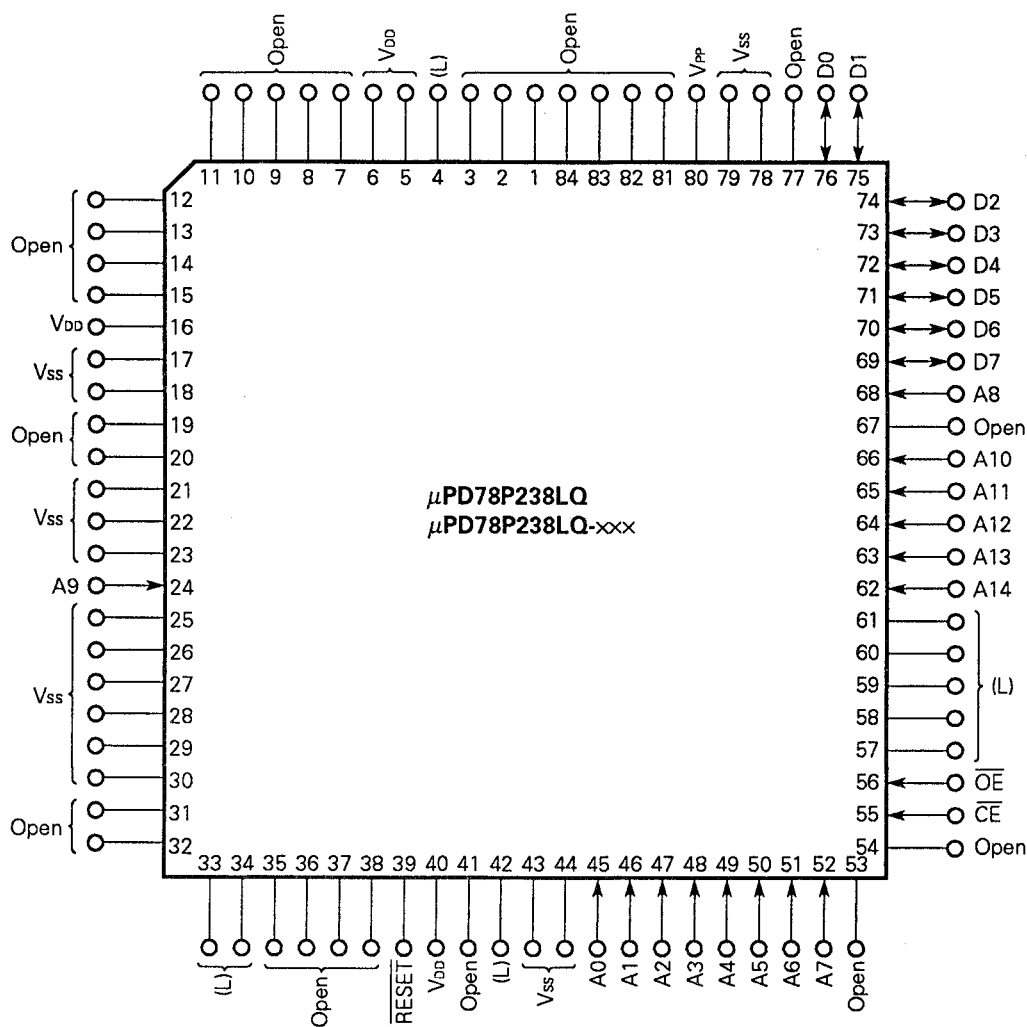 Open
VDD
(L)
Open
VPP
VSS
Open
D0
D1
11 10 9 8 7 6 5 4 3 2 1 84 83 82 81 80 79 78 77 76 75
Open
12
13
14
15
VDD 16
VSS
17
18
Open
19
20
VSS
21
22
23
A9 24
VSS
25
26
27
28
29
30
Open
31
32
μPD78P238LQ
μPD78P238LQ-×××
74 D2
73 D3
72 D4
71 D5
70 D6
69 D7
68 A8
67 Open
66 A10
65 A11
64 A12
63 A13
62 A14
61
60
59
58
57
(L)
56 OE
55 CE
54 Open
33 34 35 36 37 38 39 40 41 42 43 44 45 46 47 48 49 50 51 52 53
(L)
Open
RESET
VDD
Open
(L)
VSS
A0
A1
A2
A3
A4
A5
A6
A7
Open